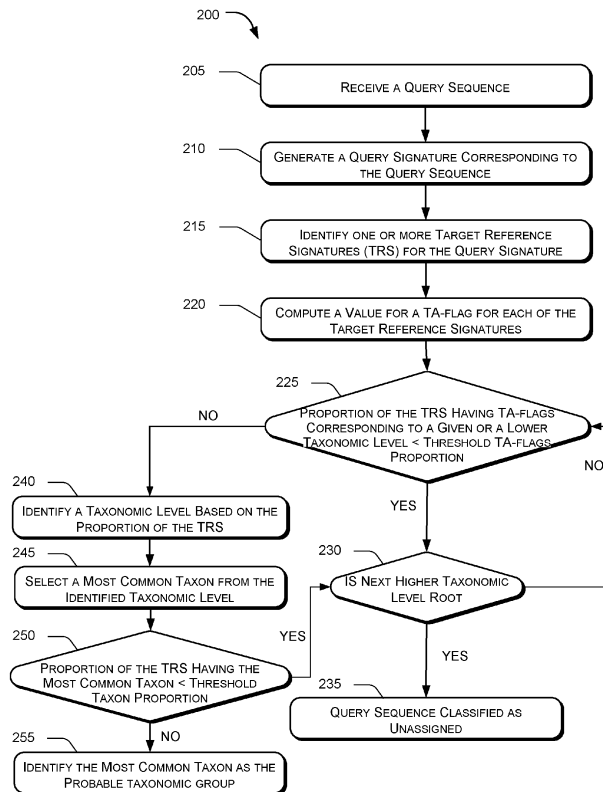 200
205
RECEIVE A QUERY SEQUENCE
210
GENERATE A QUERY SIGNATURE CORRESPONDING TO
THE QUERY SEQUENCE
215
IDENTIFY ONE OR MORE TARGET REFERENCE
SIGNATURES (TRS) FOR THE QUERY SIGNATURE
220
COMPUTE A VALUE FOR A TA-FLAG FOR EACH OF THE
TARGET REFERENCE SIGNATURES
225
PROPORTION OF THE TRS HAVING TA-FLAGS
CORRESPONDING TO A GIVEN OR A LOWER
TAXONOMIC LEVEL < THRESHOLD TA-FLAGS
PROPORTION
NO
NO
YES
240
IDENTIFY A TAXONOMIC LEVEL BASED ON THE
PROPORTION OF THE TRS
245
SELECT A MOST COMMON TAXON FROM THE
IDENTIFIED TAXONOMIC LEVEL
230
IS NEXT HIGHER TAXONOMIC
LEVEL ROOT
250
YES
PROPORTION OF THE TRS HAVING THE
MOST COMMON TAXON < THRESHOLD
TAXON PROPORTION
YES
235
QUERY SEQUENCE CLASSIFIED AS
UNASSIGNED
NO
255
IDENTIFY THE MOST COMMON TAXON AS THE
PROBABLE TAXONOMIC GROUP